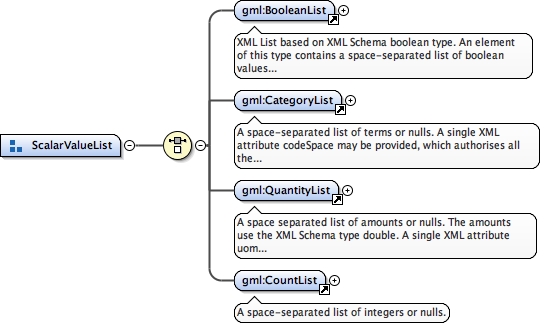 gml:BooleanList
XML List based on XML Schema boolean type. An element
of this type contains a space-separated list of boolean
values...
gml:CategoryList
A space-separated list of terms or nulls. A single XML
attribute codeSpace may be provided, which authorises all
the...
ScalarValueList
gml:QuantityList
A space separated list of amounts or nulls. The amounts
use the XML Schema type double. A single XML attribute
uom...
gml:CountList
A space-separated list of integers or nulls.